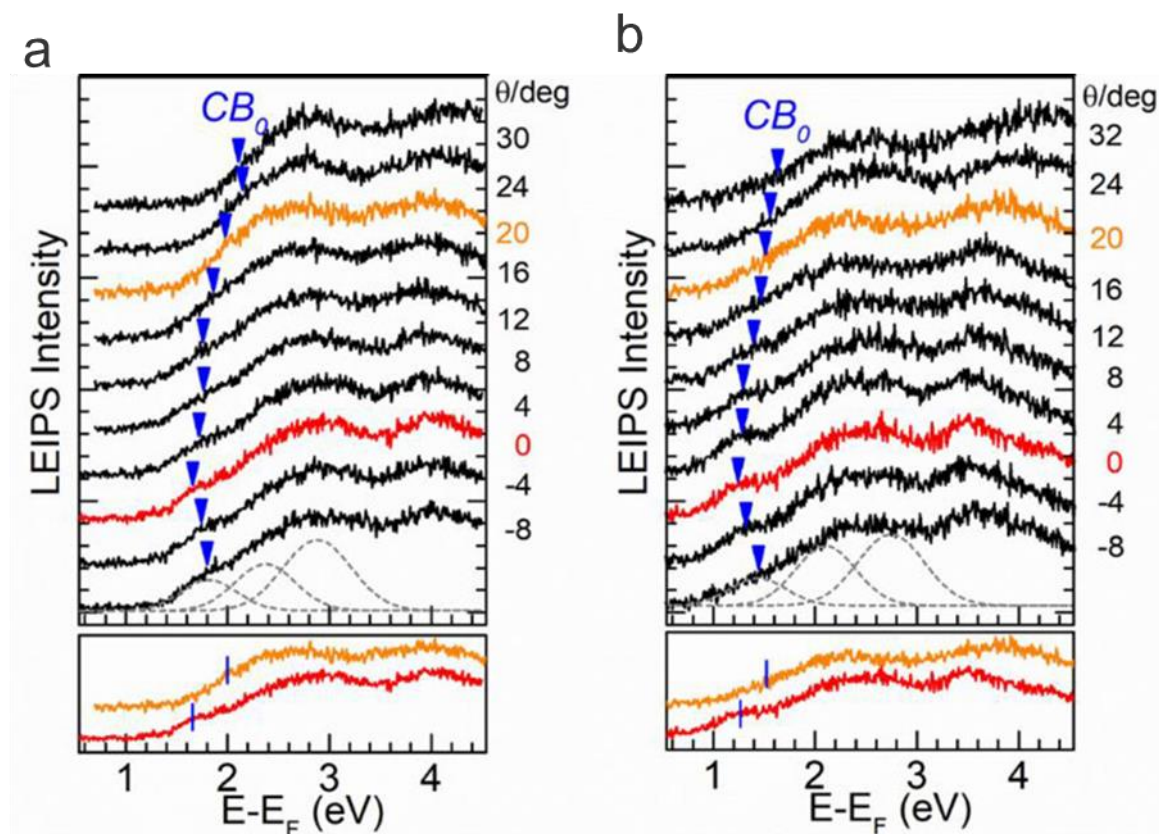 a
CB0
θ/deg
30
24
20
16
12
8
4
0
-4
-8
LEIPS Intensity
1 2 3 4
E-EF (eV)
b
CB0
θ/deg
32
24
20
16
12
8
4
0
-4
-8
LEIPS Intensity
1 2 3 4
E-EF (eV)